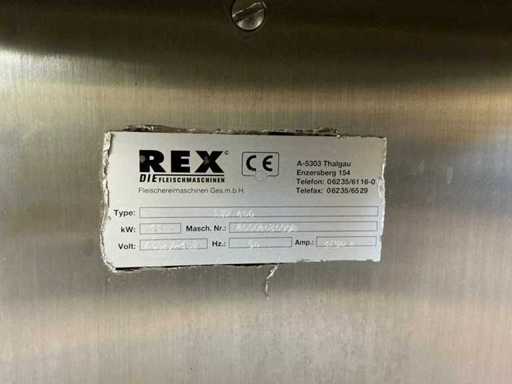 REX
DIE FLEISCHMASCHINEN
Fleischereimaschinen Ges.m.b.H.
CE
A-5303 Thalgau
Enzersberg 154
Telefon: 06235/6116-0
Telefax: 06235/6529
Type:
kW: Masch. Nr.:
Volt: Hz.: 50 Amp.: